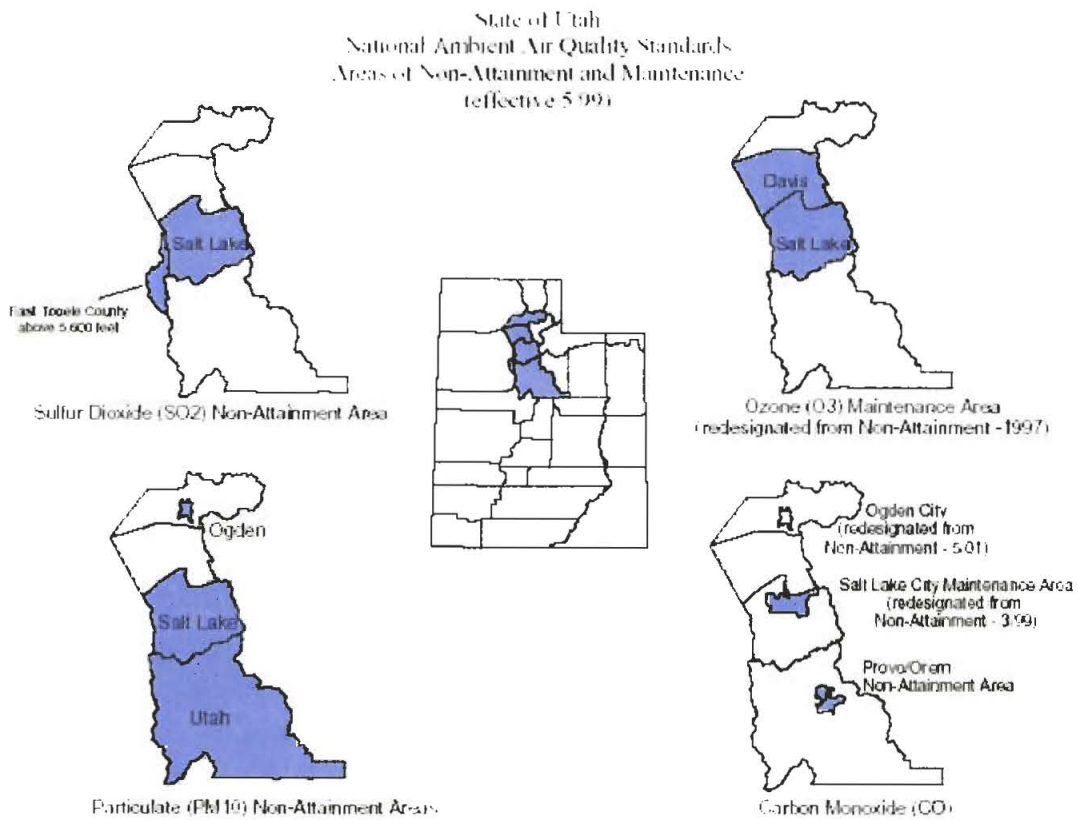 State of Utah
National Ambient Air Quality Standards
Areas of Non-Attainment and Maintenance
(effective 5/99)
Salt Lake
East Tooele County
above 5,600 feet
Sulfur Dioxide (SO2) Non-Attainment Area
Davis
Salt Lake
Ozone (O3) Maintenance Area
(redesignated from Non-Attainment - 1997)
Ogden
Salt Lake
Utah
Particulate (PM10) Non-Attainment Areas
Ogden City
(redesignated from
Non-Attainment - 5/01)
Salt Lake City Maintenance Area
(redesignated from
Non-Attainment - 3/99)
Provo/Orem
Non-Attainment Area
Carbon Monoxide (CO)